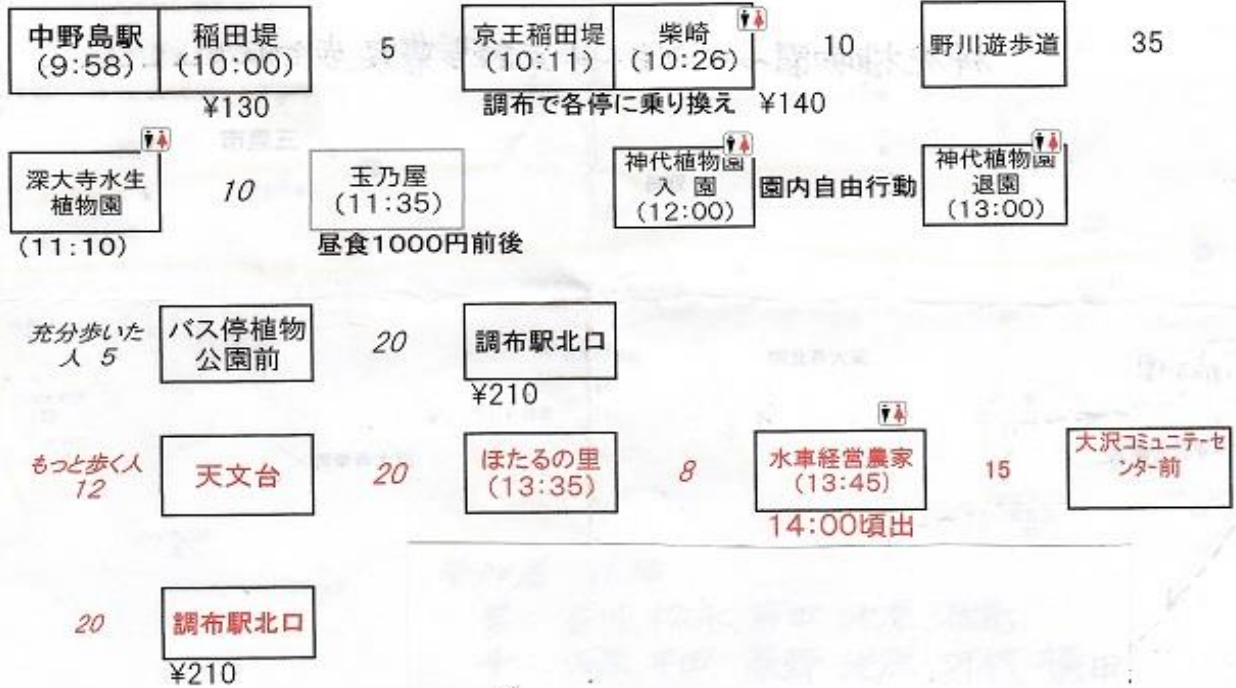 中野島駅 稲田堤 5 京王稲田堤 柴崎 10 野川遊歩道 35
(9:58) (10:00) (10:11) (10:26)
¥130 調布で各停に乗り換え ¥140
深大寺水生 10 玉乃屋 神代植物園 園内自由行動 神代植物園
植物園 (11:35) 入 園 退園
(11:10) (12:00) (13:00)
昼食1000円前後
充分歩いた バス停植物 20 調布駅北口
人 5 公園前
¥210
もっと歩く人 天文台 20 ほたるの里 8 水車経営農家 15 大沢コミュニテーセ
12 (13:35) (13:45) ンター前
14:00頃出
20 調布駅北口
¥210